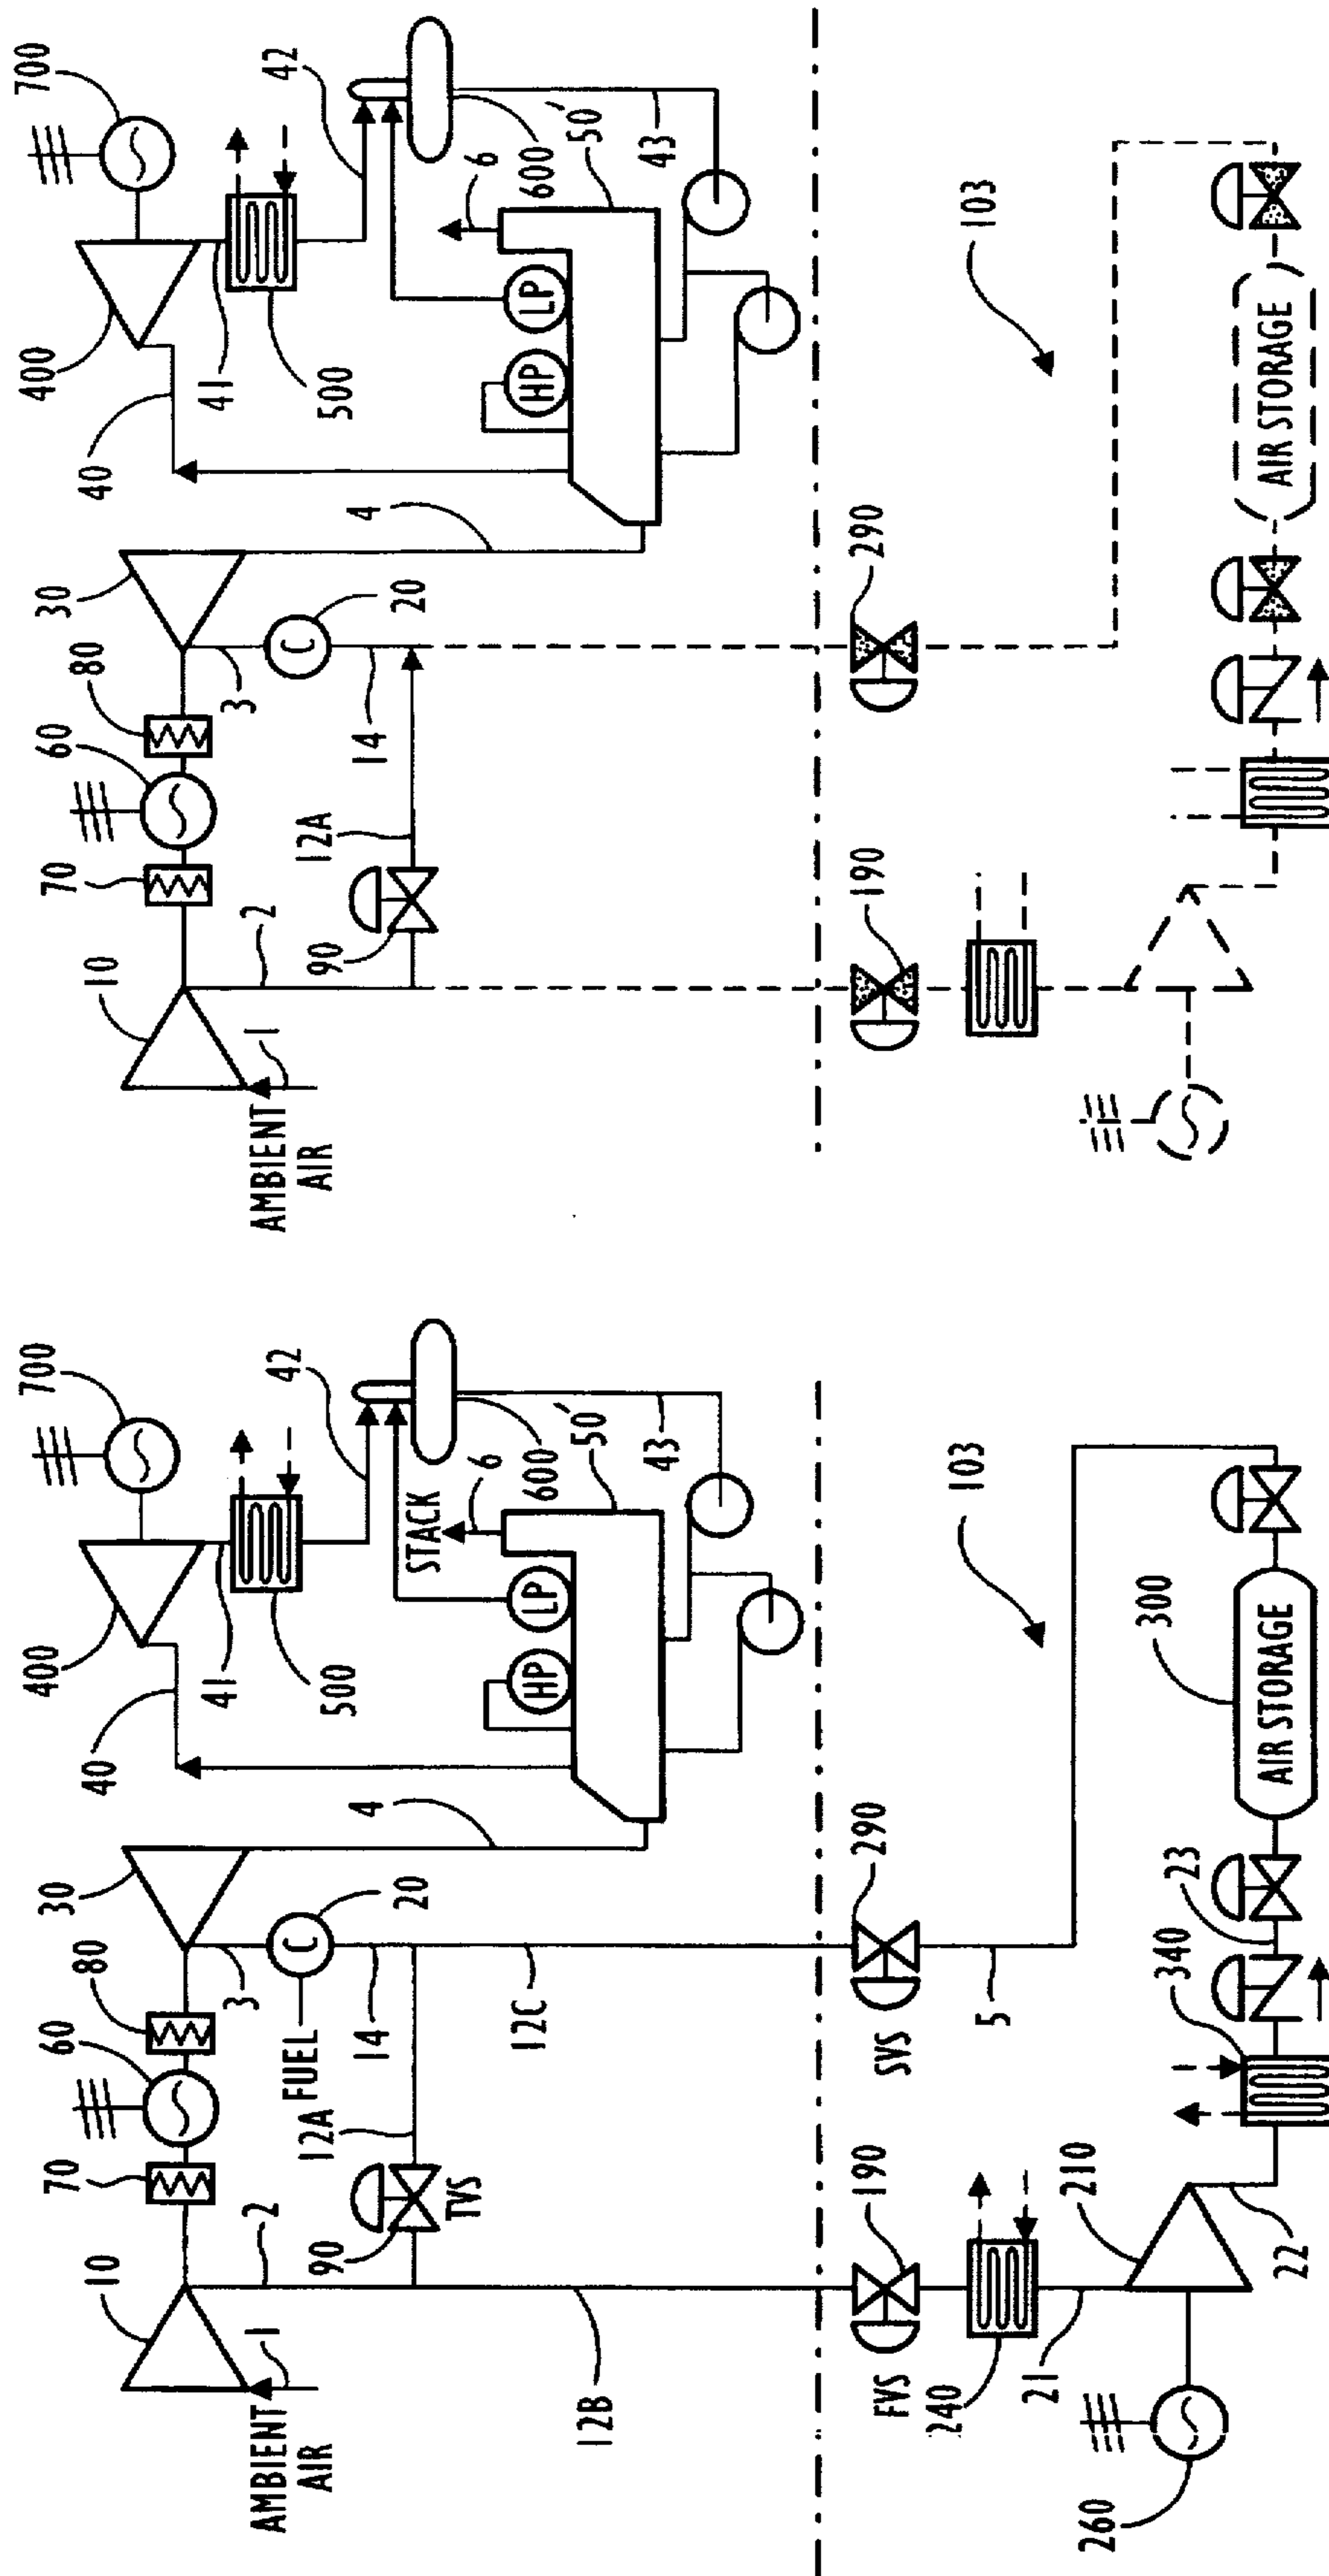 10
70
60
80
30
400
700
40
41
2
3
1
AMBIENT
AIR
FUEL
C
20
42
500
12A
14
4
90
TVS
STACK
6
HP
LP
600
50'
12C
43
12B
FVS
190
SVS
290
240
5
103
21
210
260
22
340
23
300
AIR STORAGE
10
70
60
80
30
400
700
40
41
2
3
1
AMBIENT
AIR
C
20
42
500
12A
14
4
90
6
HP
LP
600
50'
43
190
290
103
AIR STORAGE